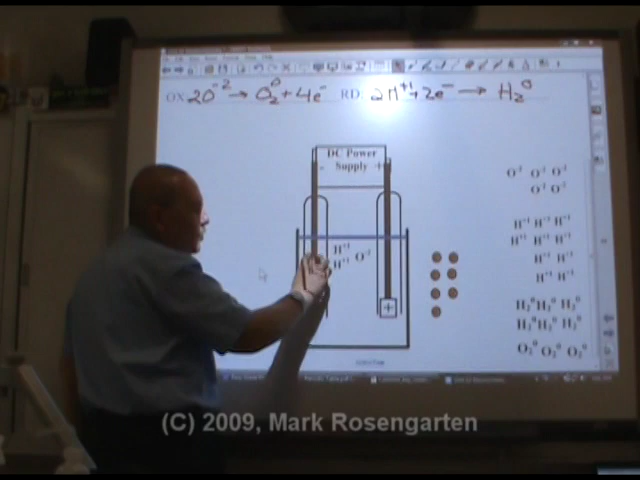 OX: 2O⁻² → O₂⁰ + 4e⁻ RD: 2H⁺¹ + 2e⁻ → H₂⁰
DC Power
- Supply +
H⁺¹
H⁺¹ O⁻²
+
O⁻² O⁻² O⁻²
O⁻² O⁻²
H⁺¹ H⁺¹ H⁺¹
H⁺¹ H⁺¹ H⁺¹
H⁺¹ H⁺¹
H⁺¹ H⁺¹
H₂⁰ H₂⁰ H₂⁰
H₂⁰ H₂⁰ H₂⁰
O₂⁰ O₂⁰ O₂⁰
(C) 2009, Mark Rosengarten